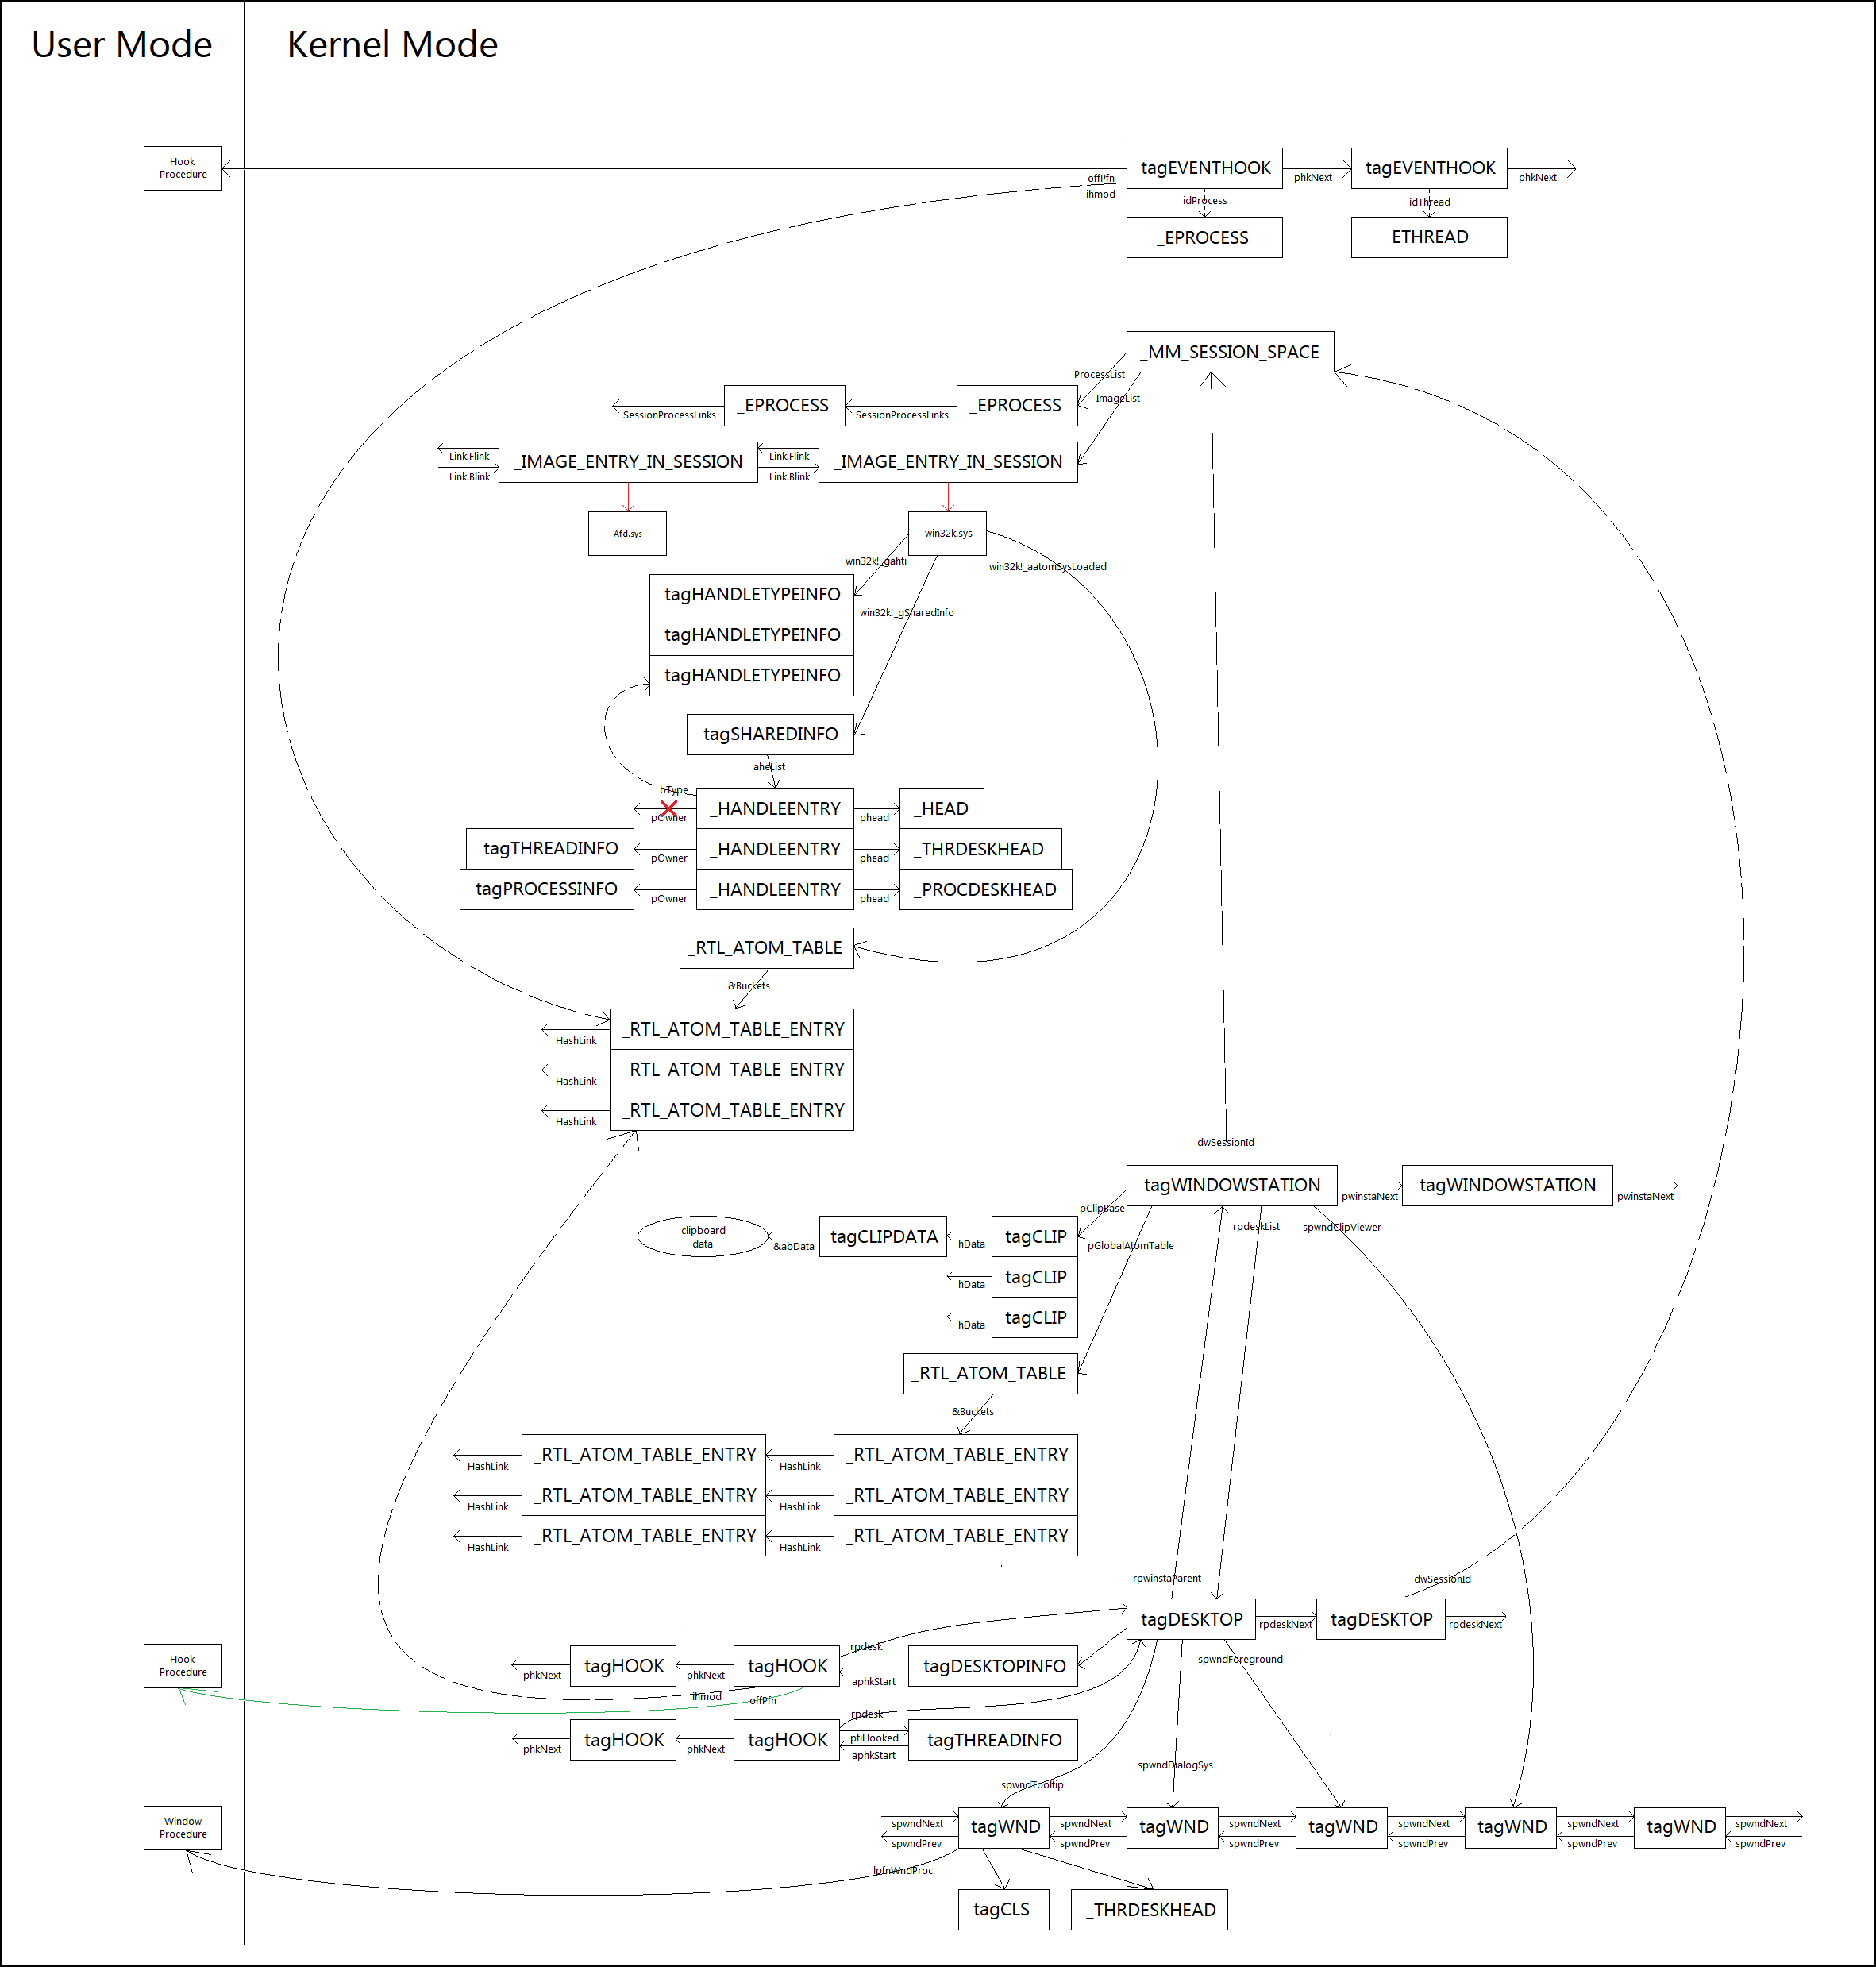 User Mode
Kernel Mode
Hook
Procedure
tagEVENTHOOK
phkNext
tagEVENTHOOK
phkNext
offPfn
ihmod
idProcess
idThread
_EPROCESS
_ETHREAD
_MM_SESSION_SPACE
ProcessList
ImageList
_EPROCESS
_EPROCESS
SessionProcessLinks
SessionProcessLinks
Link.Flink
_IMAGE_ENTRY_IN_SESSION
Link.Flink
_IMAGE_ENTRY_IN_SESSION
Link.Blink
Link.Blink
Afd.sys
win32k.sys
win32k!_gahti
win32k!_aatomSysLoaded
tagHANDLETYPEINFO
win32k!_gSharedInfo
tagHANDLETYPEINFO
tagHANDLETYPEINFO
tagSHAREDINFO
aheList
bType
_HANDLEENTRY
_HEAD
pOwner
phead
tagTHREADINFO
_HANDLEENTRY
_THRDESKHEAD
pOwner
phead
tagPROCESSINFO
_HANDLEENTRY
_PROCDESKHEAD
pOwner
phead
_RTL_ATOM_TABLE
&Buckets
_RTL_ATOM_TABLE_ENTRY
HashLink
_RTL_ATOM_TABLE_ENTRY
HashLink
_RTL_ATOM_TABLE_ENTRY
HashLink
dwSessionId
tagWINDOWSTATION
pwinstaNext
tagWINDOWSTATION
pwinstaNext
pClipBase
rpdeskList
spwndClipViewer
clipboard
data
&abData
tagCLIPDATA
hData
tagCLIP
pGlobalAtomTable
tagCLIP
hData
tagCLIP
hData
_RTL_ATOM_TABLE
&Buckets
_RTL_ATOM_TABLE_ENTRY
_RTL_ATOM_TABLE_ENTRY
HashLink
HashLink
_RTL_ATOM_TABLE_ENTRY
_RTL_ATOM_TABLE_ENTRY
HashLink
HashLink
_RTL_ATOM_TABLE_ENTRY
_RTL_ATOM_TABLE_ENTRY
HashLink
HashLink
rpwinstaParent
dwSessionId
tagDESKTOP
rpdeskNext
tagDESKTOP
rpdeskNext
Hook
Procedure
rpdesk
spwndForeground
phkNext
tagHOOK
phkNext
tagHOOK
aphkStart
tagDESKTOPINFO
ihmod
offPfn
rpdesk
phkNext
tagHOOK
phkNext
tagHOOK
ptiHooked
aphkStart
tagTHREADINFO
spwndDialogSys
spwndTooltip
Window
Procedure
spwndNext
spwndPrev
tagWND
spwndNext
spwndPrev
tagWND
spwndNext
spwndPrev
tagWND
spwndNext
spwndPrev
tagWND
spwndNext
spwndPrev
tagWND
spwndNext
spwndPrev
lpfnWndProc
tagCLS
_THRDESKHEAD